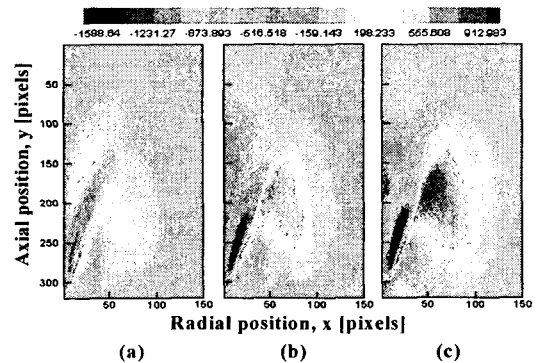 -1588.64 -1231.27 -873.893 -516.518 -159.143 198.233 555.608 912.983
Axial position, y [pixels]
0
50
100
150
200
250
300
50 100 150
50 100 150
50 100 150
Radial position, x [pixels]
(a) (b) (c)